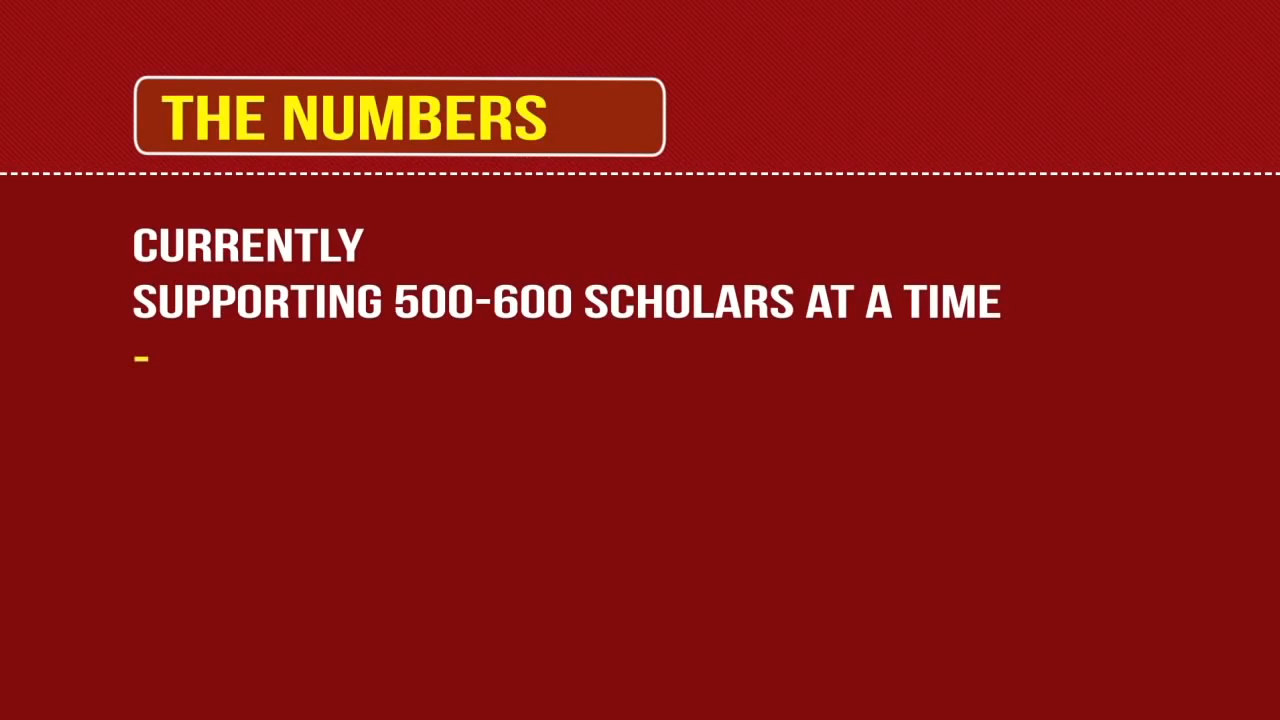 THE NUMBERS
CURRENTLY
SUPPORTING 500-600 SCHOLARS AT A TIME
-